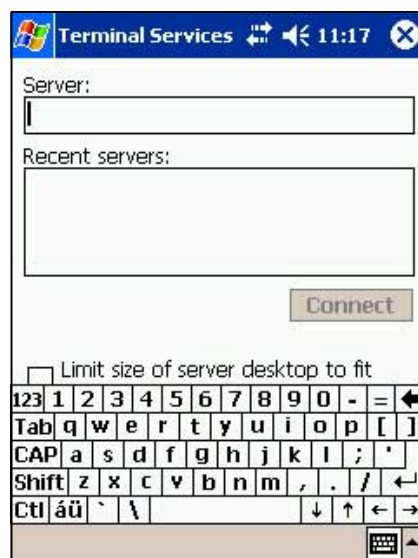 Terminal Services 11:17
Server:
Recent servers:
Connect
Limit size of server desktop to fit
123 1 2 3 4 5 6 7 8 9 0 - =
Tab q w e r t y u i o p [ ]
CAP a s d f g h j k l ; '
Shift z x c v b n m , . /
Ctl áü ` \